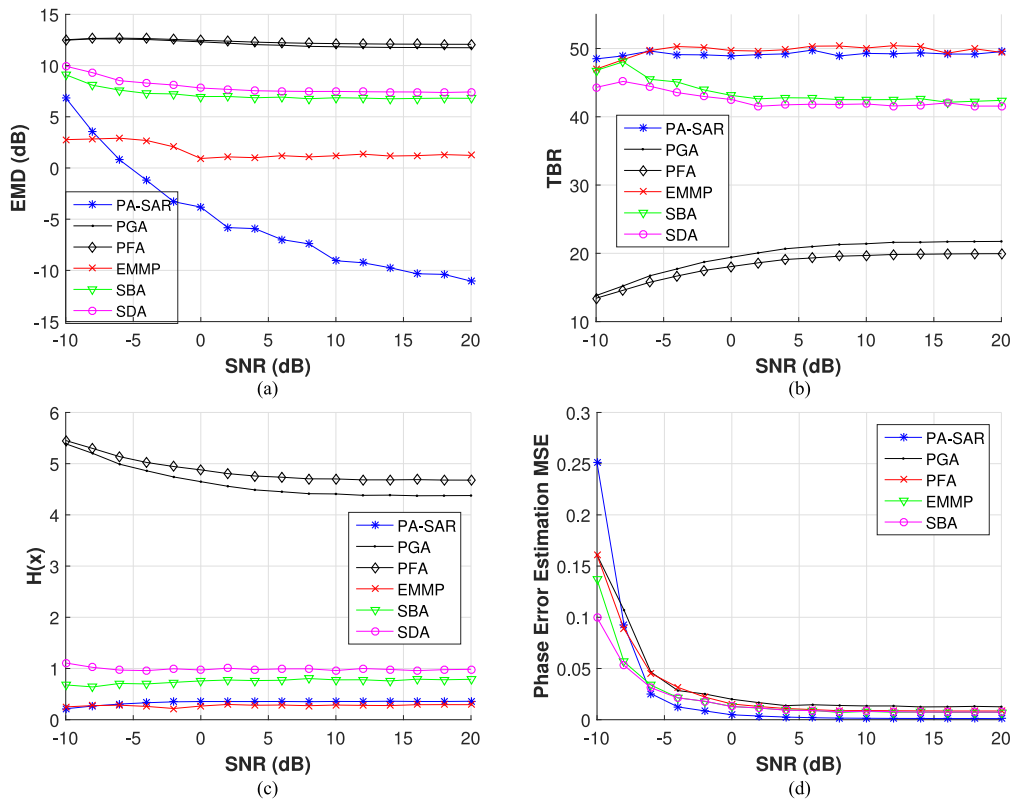 15
10
5
0
-5
-10
-15
EMD (dB)
PA-SAR
PGA
PFA
EMMP
SBA
SDA
-10 -5 0 5 10 15 20
SNR (dB)
(a)
50
40
30
20
10
TBR
PA-SAR
PGA
PFA
EMMP
SBA
SDA
-10 -5 0 5 10 15 20
SNR (dB)
(b)
6
5
4
3
2
1
0
H(x)
PA-SAR
PGA
PFA
EMMP
SBA
SDA
-10 -5 0 5 10 15 20
SNR (dB)
(c)
0.3
0.25
0.2
0.15
0.1
0.05
0
Phase Error Estimation MSE
PA-SAR
PGA
PFA
EMMP
SBA
-10 -5 0 5 10 15 20
SNR (dB)
(d)